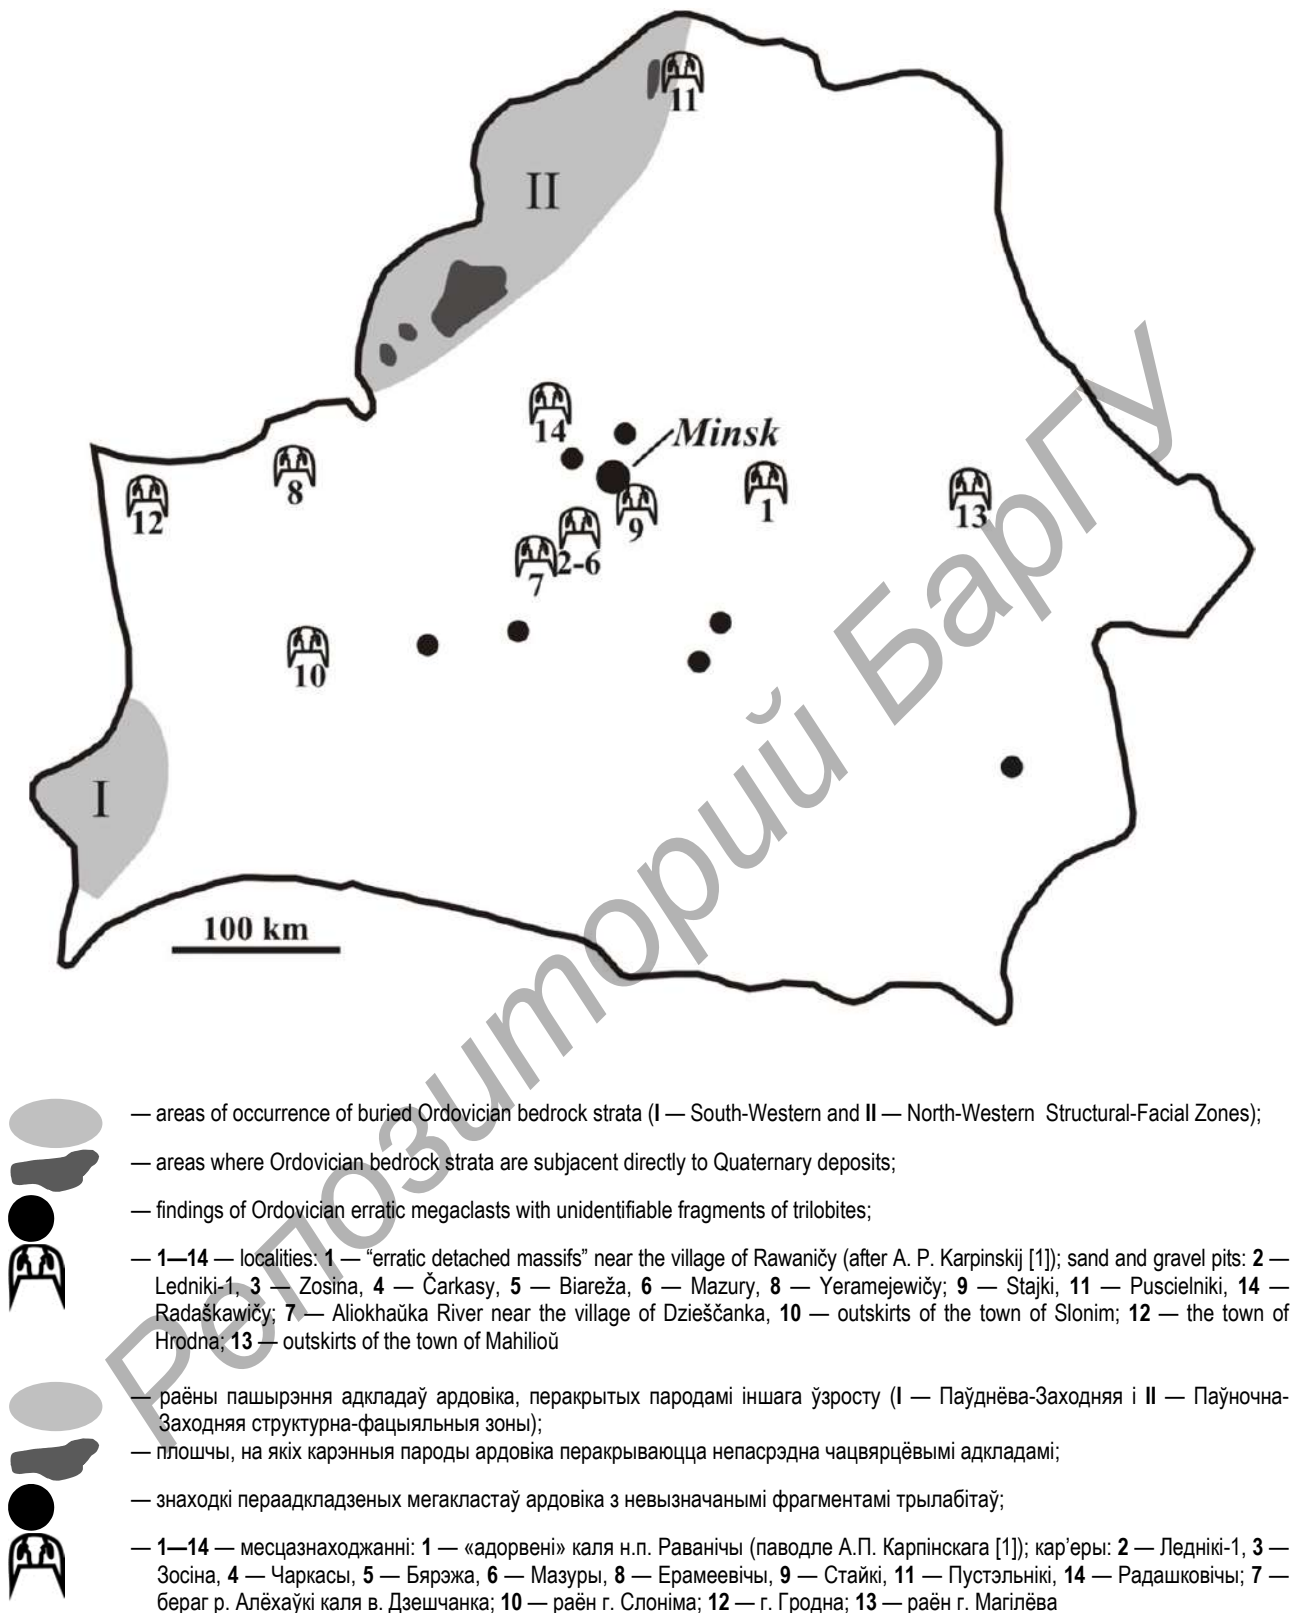 11
II
Minsk
14
8
12
9
1
13
2-6
7
10
I
100 km
Репозиторий БарГУ
— areas of occurrence of buried Ordovician bedrock strata (I — South-Western and II — North-Western Structural-Facial Zones);
— areas where Ordovician bedrock strata are subjacent directly to Quaternary deposits;
— findings of Ordovician erratic megaclasts with unidentifiable fragments of trilobites;
— 1—14 — localities: 1 — “erratic detached massifs” near the village of Rawaničy (after A. P. Karpinskij [1]); sand and gravel pits: 2 —
Ledniki-1, 3 — Zosina, 4 — Čarkasy, 5 — Biareža, 6 — Mazury, 8 — Yeramejewičy; 9 — Stajki, 11 — Puscielniki, 14 —
Radaškawičy; 7 — Aliokhaŭka River near the village of Dzieščanka, 10 — outskirts of the town of Slonim; 12 — the town of
Hrodna; 13 — outskirts of the town of Mahilioŭ
— раёны пашырэння адкладаў ардовіка, перакрытых пародамі іншага ўзросту (I — Паўднёва-Заходняя і II — Паўночна-
Заходняя структурна-фацыяльныя зоны);
— плошчы, на якіх карэнныя пароды ардовіка перакрываюцца непасрэдна чацвярцёвымі адкладамі;
— знаходкі пераадкладзеных мегакластаў ардовіка з невызначанымі фрагментамі трылабітаў;
— 1—14 — месцазнаходжанні: 1 — «адорвені» каля н.п. Раванічы (паводле А.П. Карпінскага [1]); кар’еры: 2 — Леднікі-1, 3 —
Зосіна, 4 — Чаркасы, 5 — Бярэжа, 6 — Мазуры, 8 — Ерамеевічы, 9 — Стайкі, 11 — Пустэльнікі, 14 — Радашковічы; 7 —
бераг р. Алёхаўкі каля в. Дзешчанка; 10 — раён г. Слоніма; 12 — г. Гродна; 13 — раён г. Магілёва